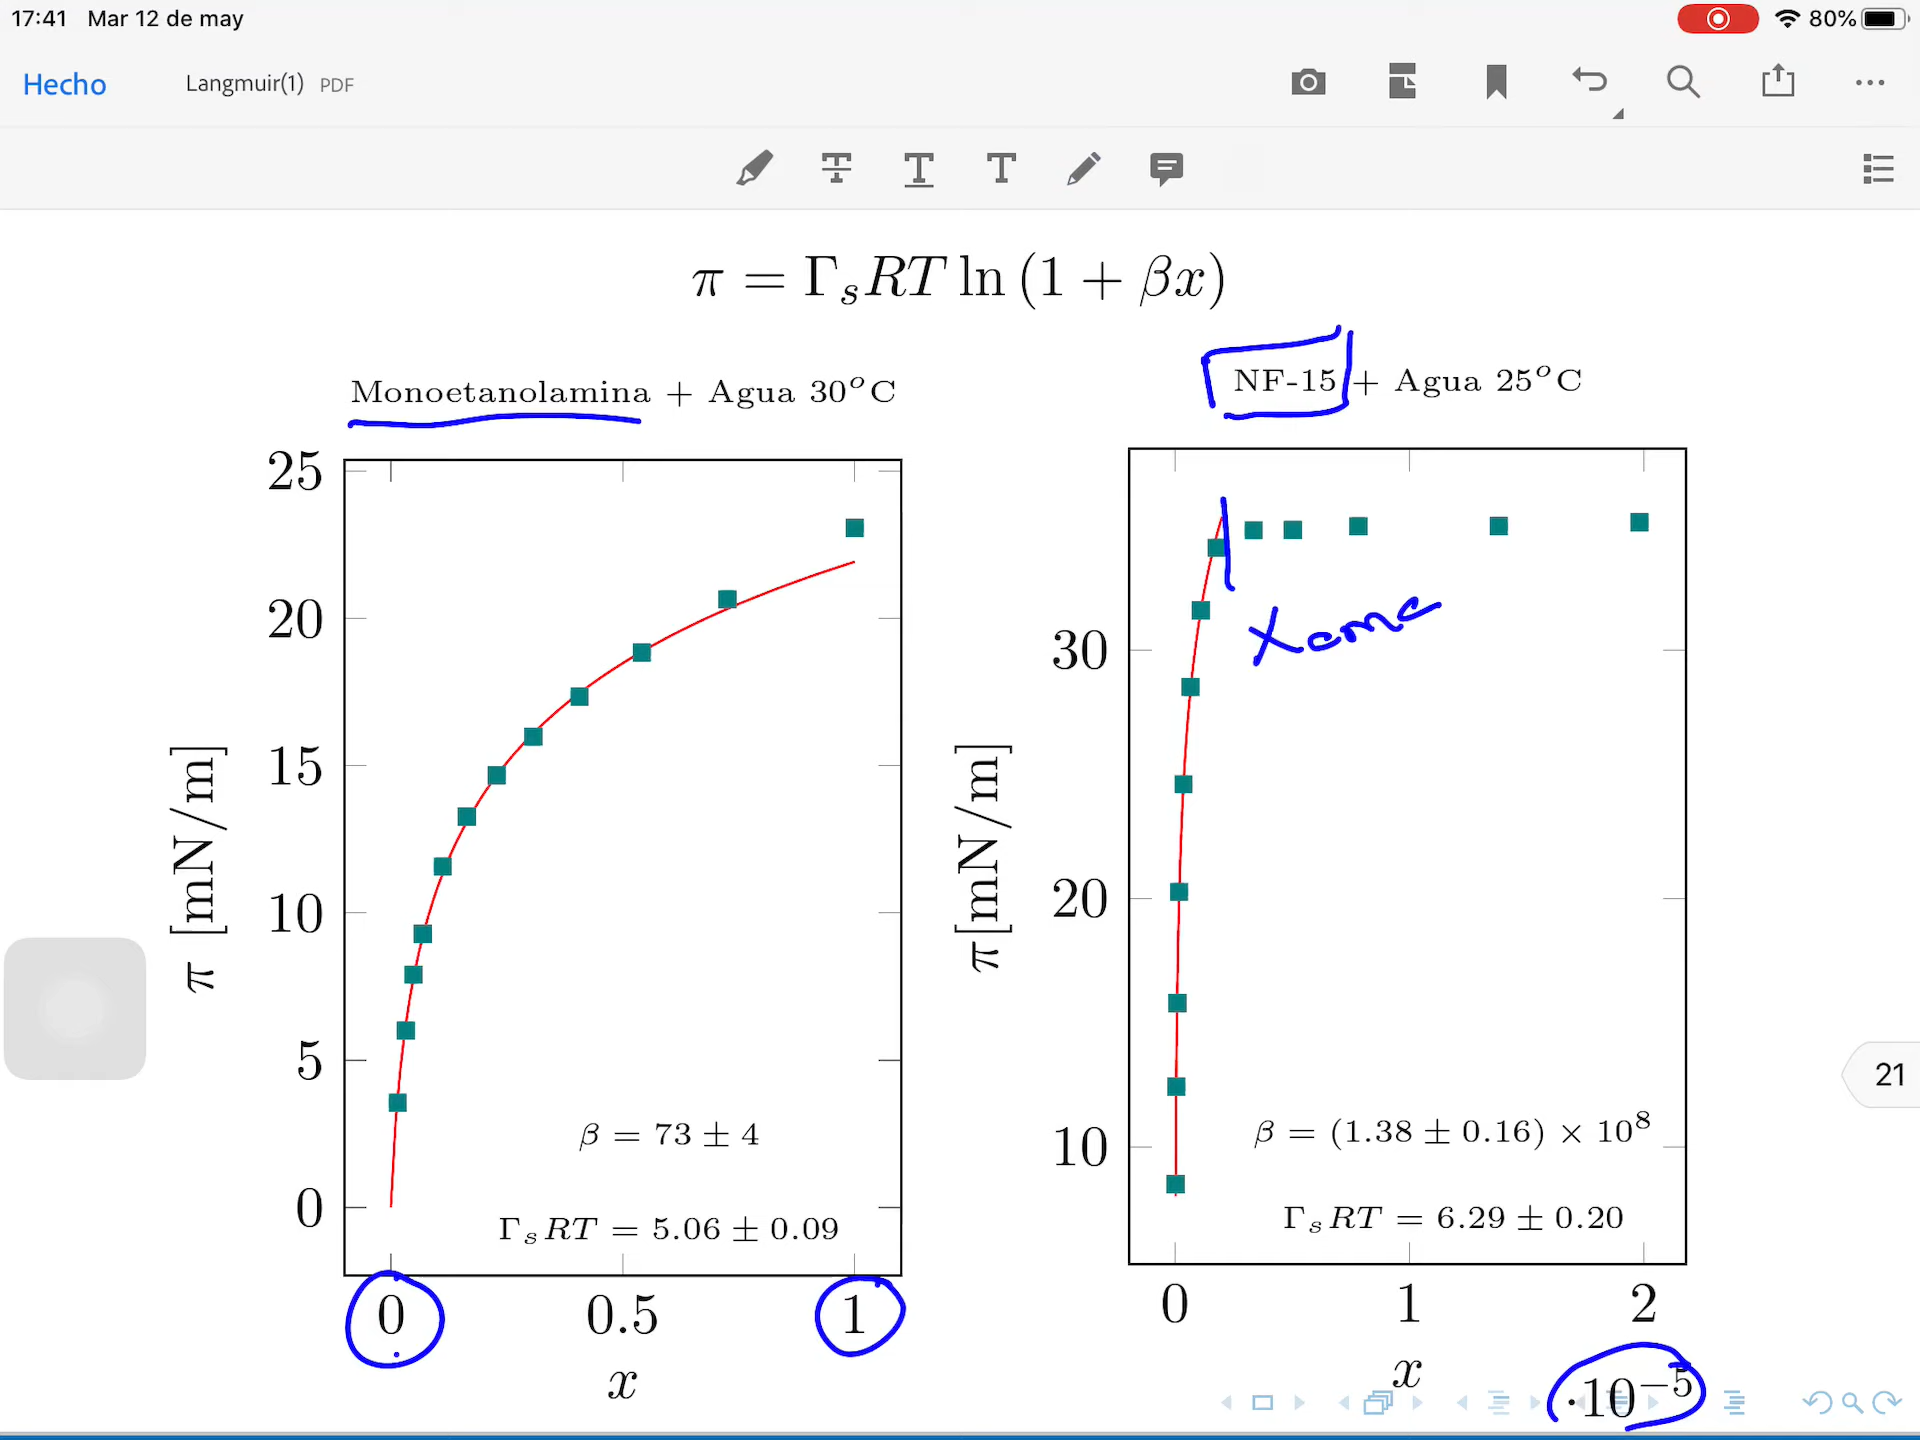 17:41 Mar 12 de may 80%
Hecho Langmuir(1) PDF
π = Γ_s RT ln (1 + βx)
Monoetanolamina + Agua 30°C
25
20
15
10
5
0
π [mN/m]
β = 73 ± 4
Γ_s RT = 5.06 ± 0.09
0 0.5 1
x
NF-15 + Agua 25°C
Xcmc
30
20
10
π[mN/m]
β = (1.38 ± 0.16) × 10⁸
Γ_s RT = 6.29 ± 0.20
0 1 2
x
·10⁻⁵
21